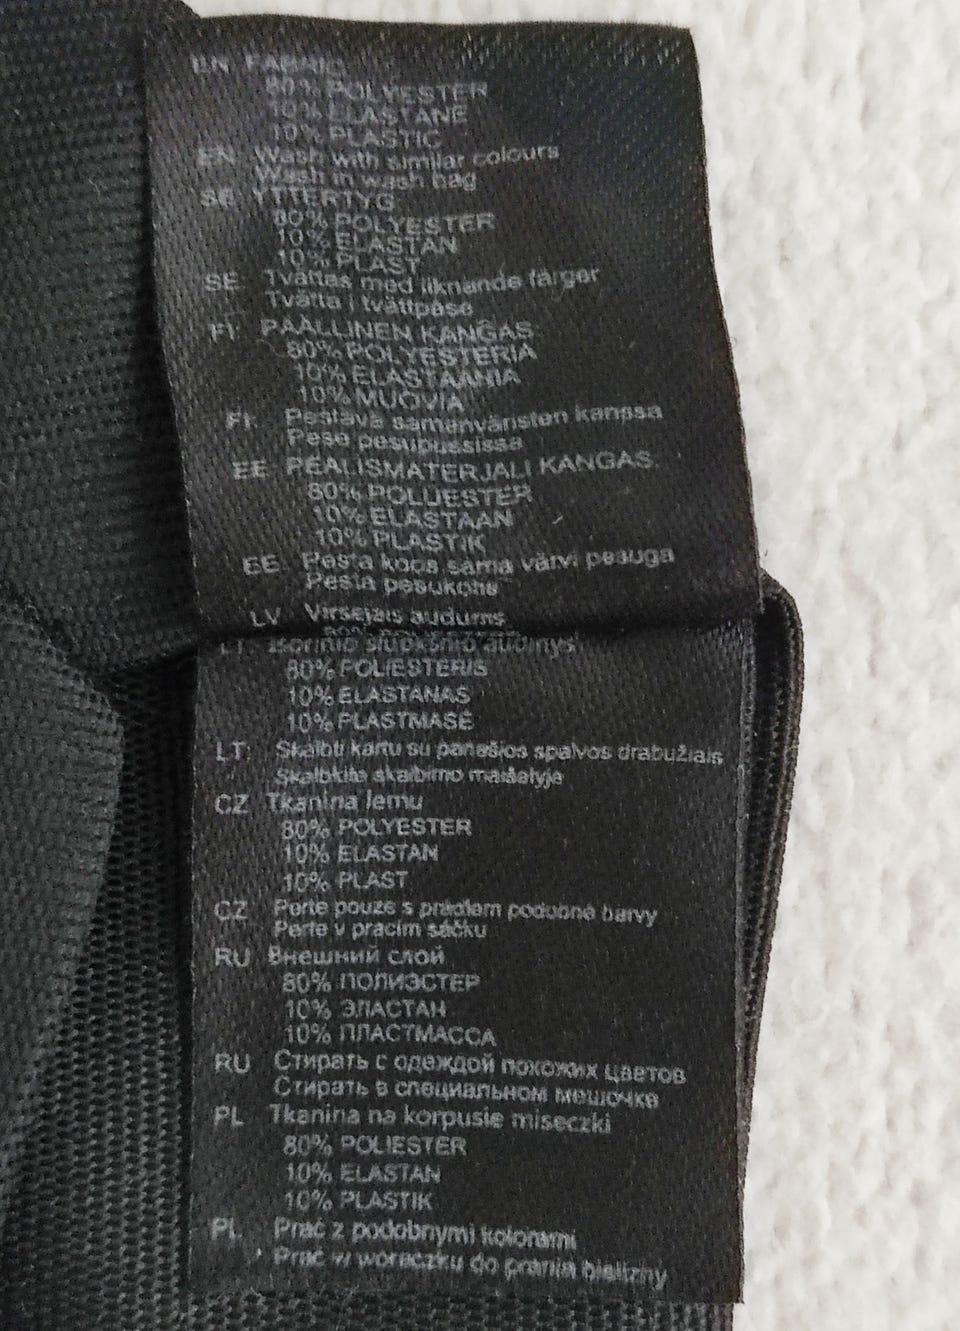 EN FABRIC
80% POLYESTER
10% ELASTANE
10% PLASTIC
EN Wash with similar colours
Wash in wash bag
SE YTTERTYG
80% POLYESTER
10% ELASTAN
10% PLAST
SE Tvättas med liknande färger
Tvätta i tvättpåse
FI PÄÄLLINEN KANGAS:
80% POLYESTERIA
10% ELASTAANIA
10% MUOVIA
FI Pestävä samanväristen kanssa
Pese pesupussissa
EE PEALISMATERJALI KANGAS:
80% POLÜESTER
10% ELASTAAN
10% PLASTIK
EE Pesta koos sama värvi pesuga
Pesta pesukotis
LV Virsējais audums
80%
LT audinys
80% POLIESTERIS
10% ELASTANAS
10% PLASTMASĖ
LT Skalbti kartu su panašios spalvos drabužiais
Skalbkite skalbimo maišelyje
CZ Tkanina lemu
80% POLYESTER
10% ELASTAN
10% PLAST
CZ Perte pouze s prádlem podobné barvy
Perte v pracím sáčku
RU Внешний слой
80% ПОЛИЭСТЕР
10% ЭЛАСТАН
10% ПЛАСТМАССА
RU Стирать с одеждой похожих цветов
Стирать в специальном мешочке
PL Tkanina na korpusie miseczki
80% POLIESTER
10% ELASTAN
10% PLASTIK
PL Prać z podobnymi kolorami
Prać w woreczku do prania bielizny